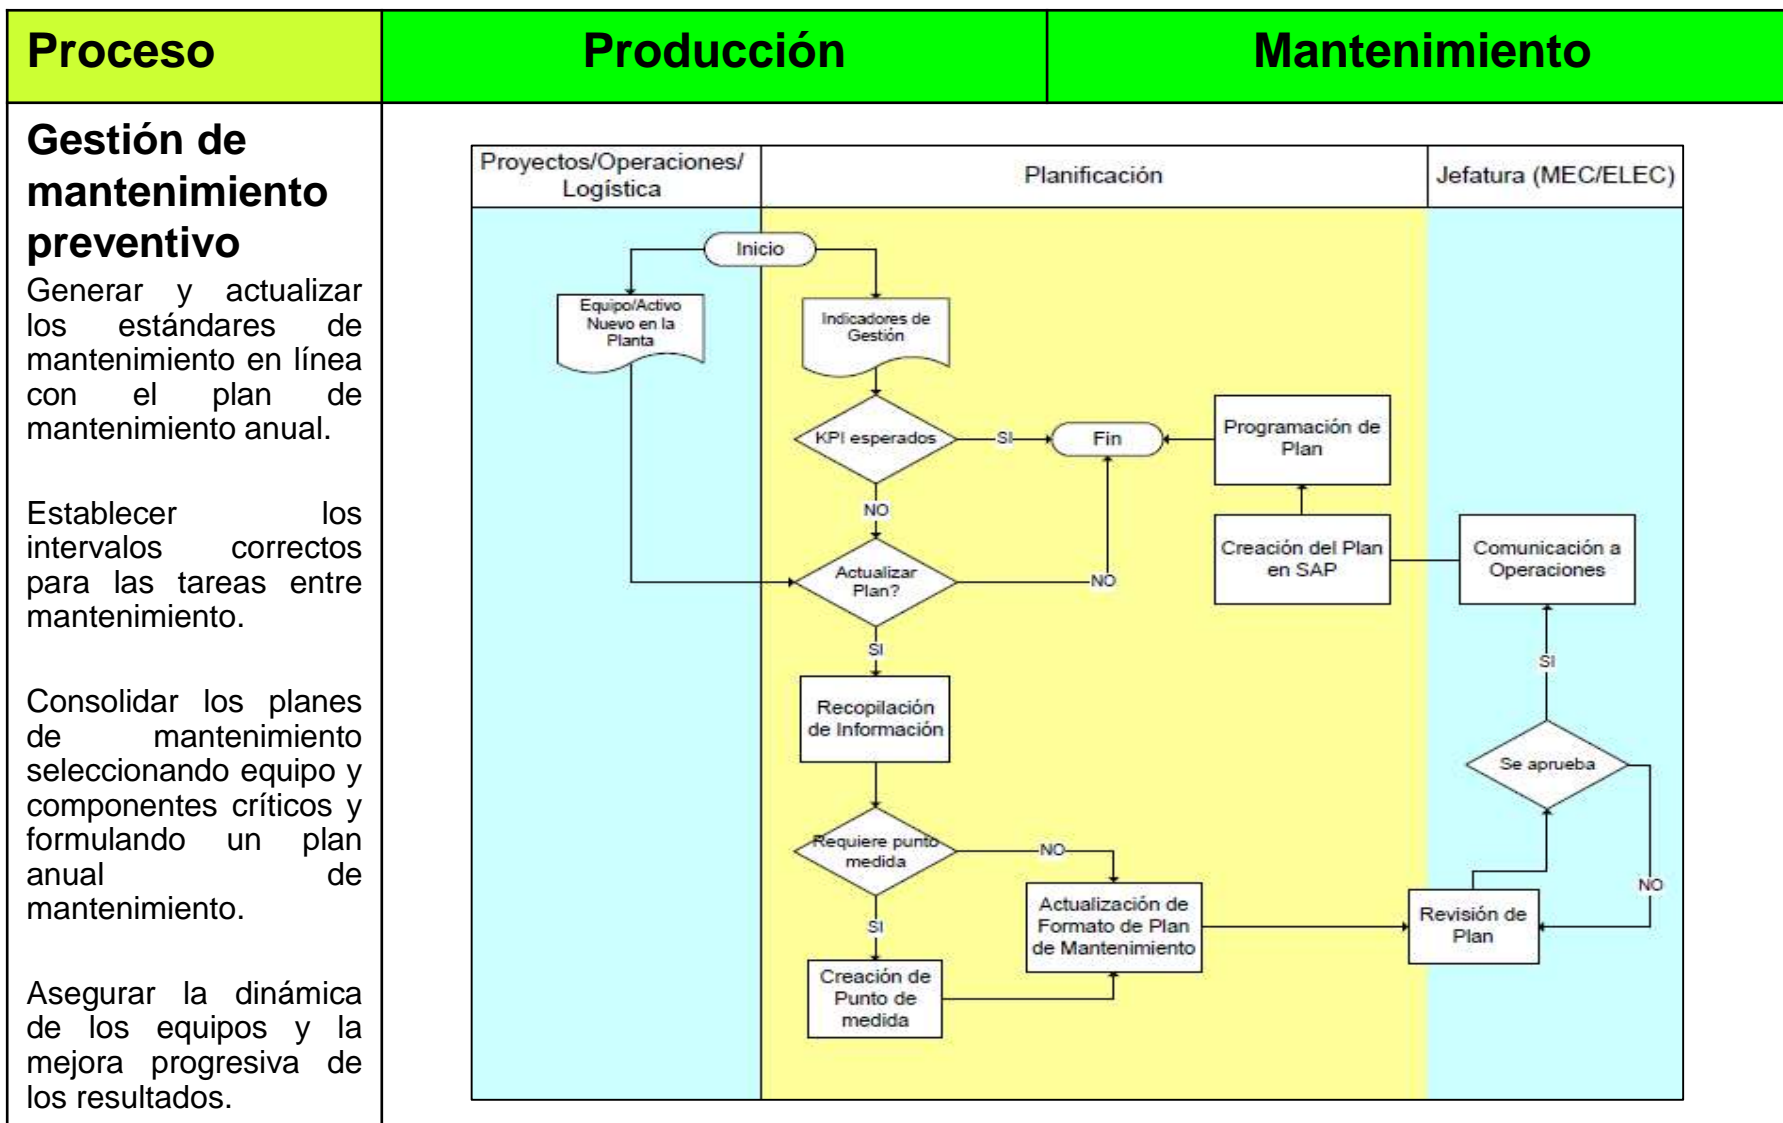 Proceso
Producción
Mantenimiento
Gestión de
mantenimiento
preventivo
Generar y actualizar
los estándares de
mantenimiento en línea
con el plan de
mantenimiento anual.
Establecer los
intervalos correctos
para las tareas entre
mantenimiento.
Consolidar los planes
de mantenimiento
seleccionando equipo y
componentes críticos y
formulando un plan
anual de
mantenimiento.
Asegurar la dinámica
de los equipos y la
mejora progresiva de
los resultados.
Proyectos/Operaciones/
Logística
Planificación
Jefatura (MEC/ELEC)
Inicio
Equipo/Activo
Nuevo en la
Planta
Indicadores de
Gestión
KPI esperados
SI
Fin
Programación de
Plan
NO
Actualizar
Plan?
NO
Creación del Plan
en SAP
Comunicación a
Operaciones
SI
SI
Recopilación
de Información
Se aprueba
Requiere punto
medida
NO
NO
SI
Actualización de
Formato de Plan
de Mantenimiento
Revisión de
Plan
Creación de
Punto de
medida